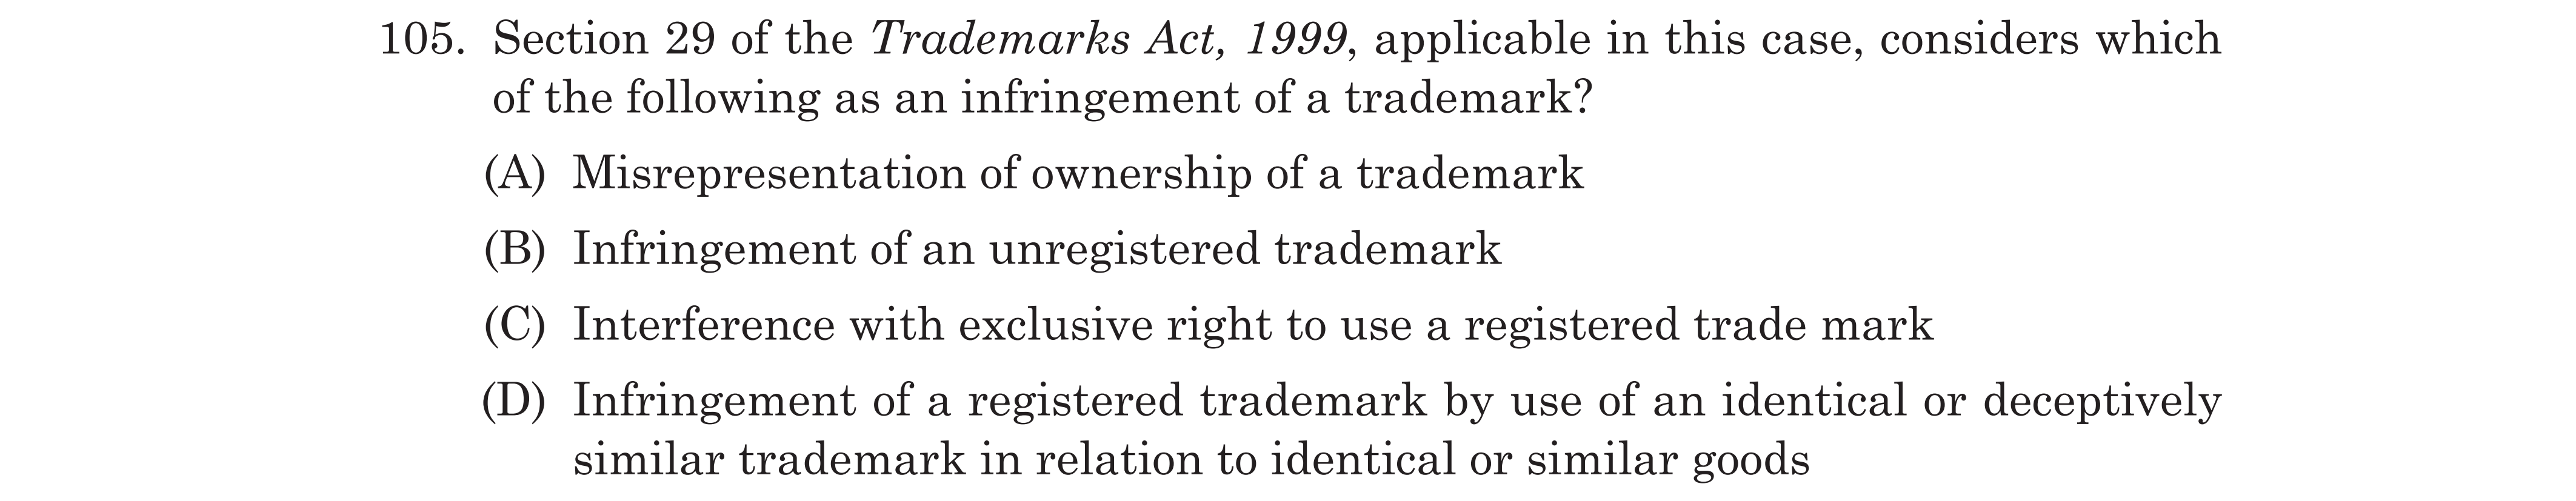 105. Section 29 of the Trademarks Act, 1999, applicable in this case, considers which
of the following as an infringement of a trademark?
(A) Misrepresentation of ownership of a trademark
(B) Infringement of an unregistered trademark
(C) Interference with exclusive right to use a registered trade mark
(D) Infringement of a registered trademark by use of an identical or deceptively
similar trademark in relation to identical or similar goods